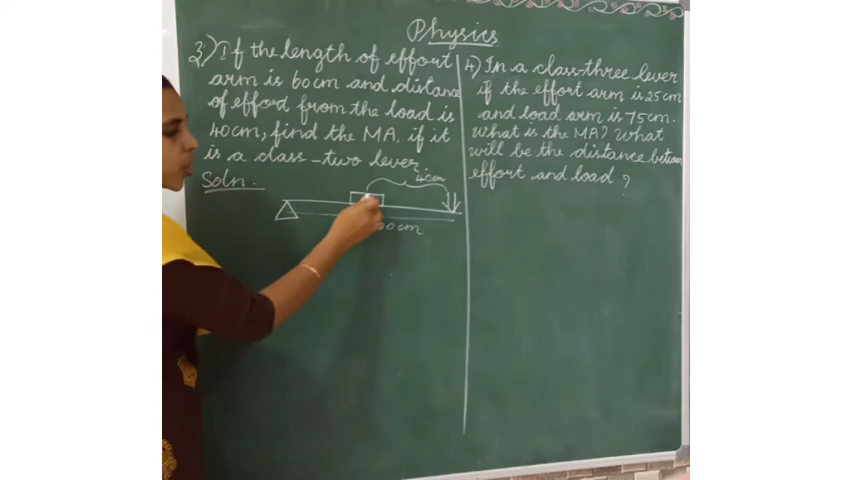 Physics
3) If the length of effort
arm is 60cm and distance
of efford from the load is
40cm, find the MA, if it
is a class-two lever
Soln.
40cm
60cm
4) In a class-three lever
if the effort arm is 25cm
and load arm is 75cm.
What is the MA? What
will be the distance between
effort and load ?